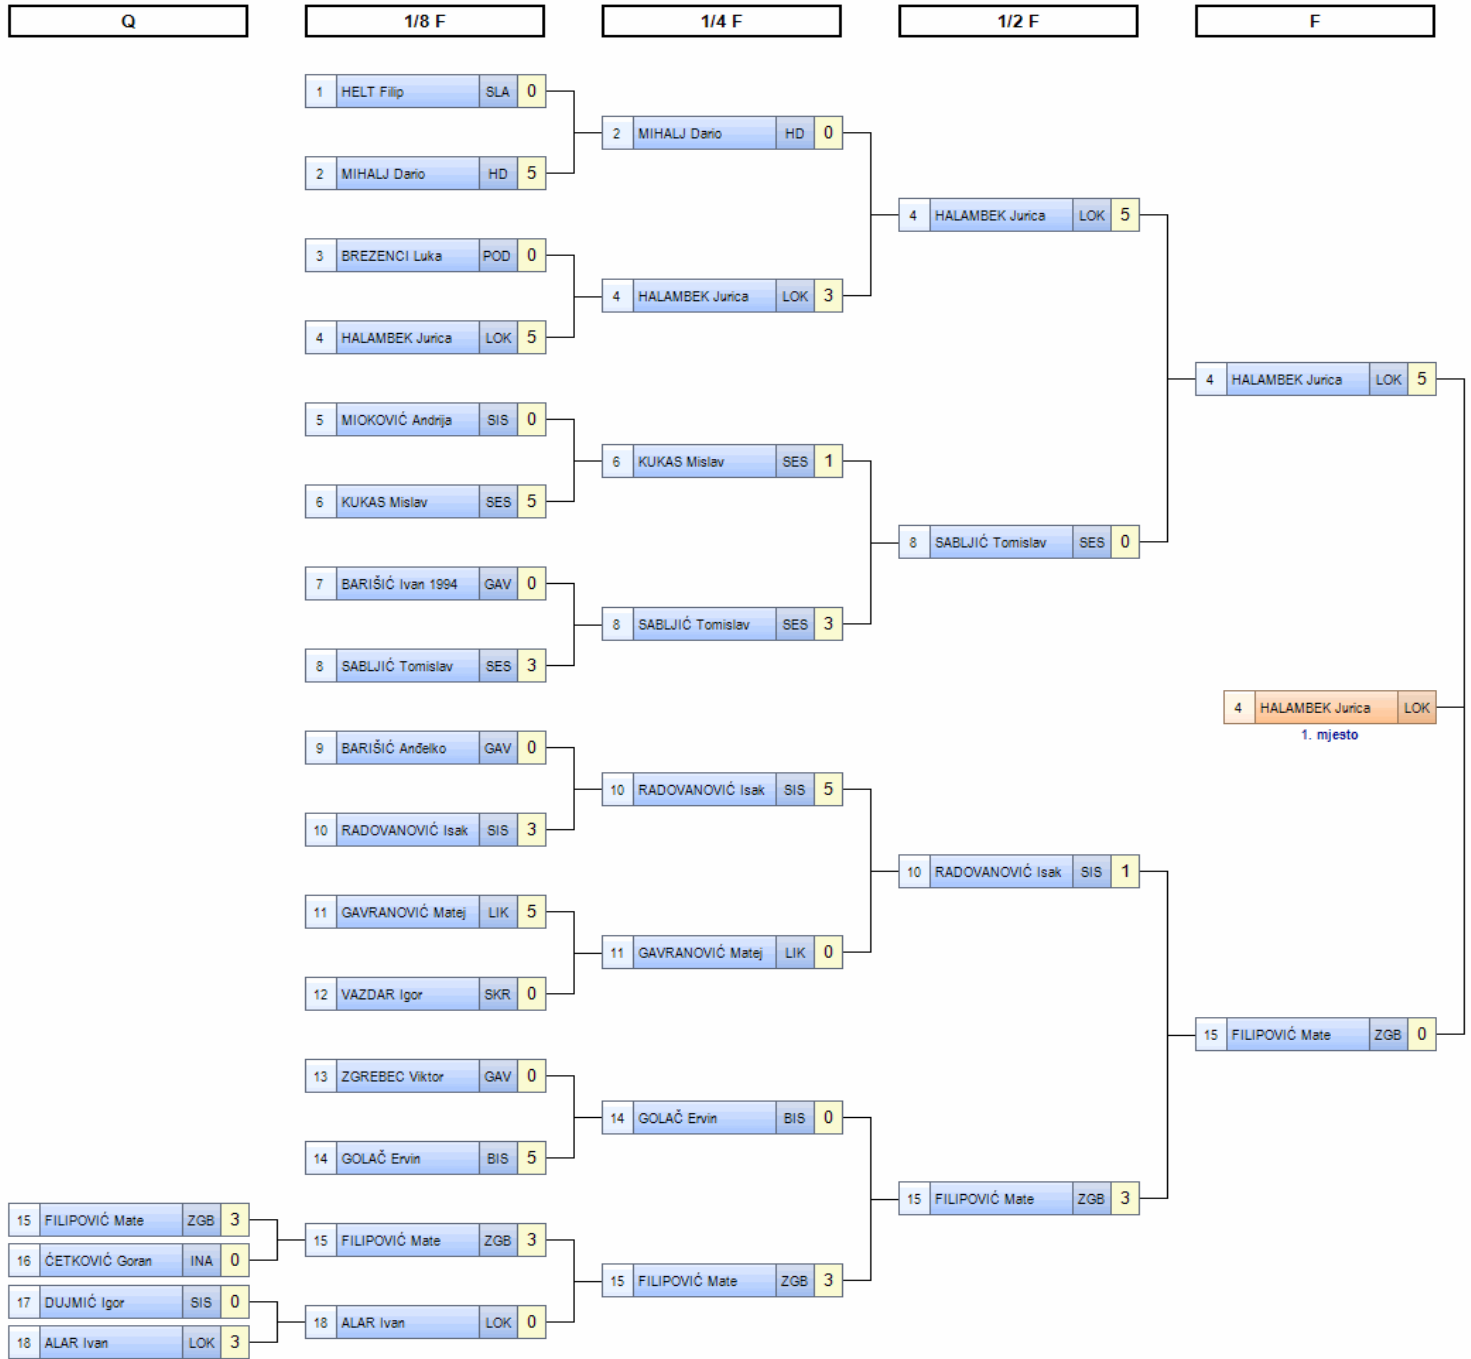 Q 1/8 F 1/4 F 1/2 F F
1 HELT Filip SLA 0
2 MIHALJ Dario HD 5
3 BREZENCI Luka POD 0
4 HALAMBEK Jurica LOK 5
5 MIOKOVIĆ Andrija SIS 0
6 KUKAS Mislav SES 5
7 BARIŠIĆ Ivan 1994 GAV 0
8 SABLJIĆ Tomislav SES 3
9 BARIŠIĆ Anđelko GAV 0
10 RADOVANOVIĆ Isak SIS 3
11 GAVRANOVIĆ Matej LIK 5
12 VAZDAR Igor SKR 0
13 ZGREBEC Viktor GAV 0
14 GOLAČ Ervin BIS 5
15 FILIPOVIĆ Mate ZGB 3
16 ĆETKOVIĆ Goran INA 0
17 DUJMIĆ Igor SIS 0
18 ALAR Ivan LOK 3
15 FILIPOVIĆ Mate ZGB 3
18 ALAR Ivan LOK 0
2 MIHALJ Dario HD 0
4 HALAMBEK Jurica LOK 3
6 KUKAS Mislav SES 1
8 SABLJIĆ Tomislav SES 3
10 RADOVANOVIĆ Isak SIS 5
11 GAVRANOVIĆ Matej LIK 0
14 GOLAČ Ervin BIS 0
15 FILIPOVIĆ Mate ZGB 3
4 HALAMBEK Jurica LOK 5
8 SABLJIĆ Tomislav SES 0
10 RADOVANOVIĆ Isak SIS 1
15 FILIPOVIĆ Mate ZGB 3
4 HALAMBEK Jurica LOK 5
4 HALAMBEK Jurica LOK
1. mjesto
15 FILIPOVIĆ Mate ZGB 0